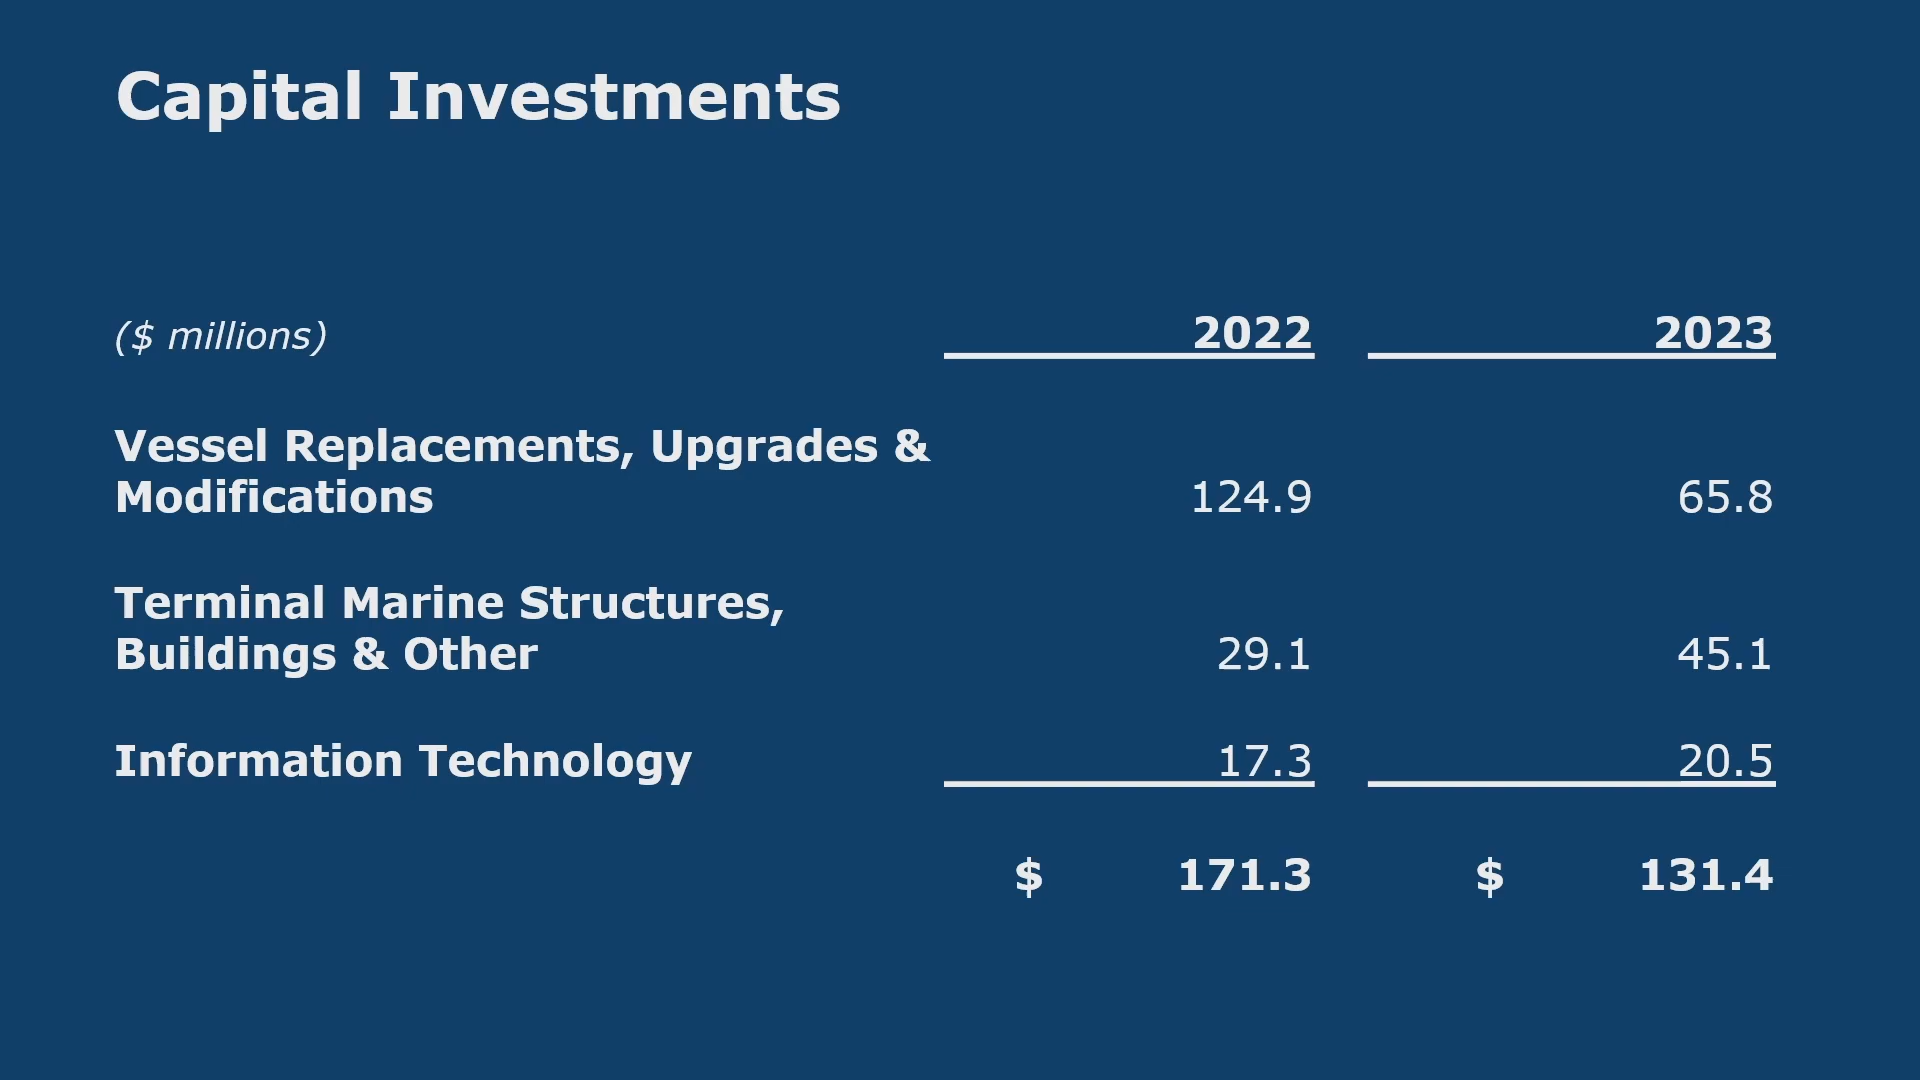 Capital Investments
($ millions) 2022 2023
Vessel Replacements, Upgrades &
Modifications 124.9 65.8
Terminal Marine Structures,
Buildings & Other 29.1 45.1
Information Technology 17.3 20.5
$ 171.3 $ 131.4